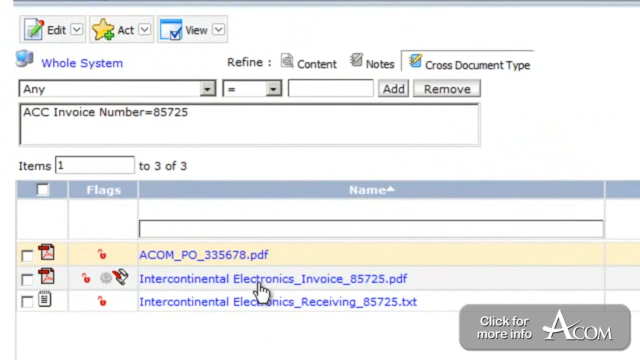 Edit Act View
Whole System Refine : Content Notes Cross Document Type
Any = Add Remove
ACC Invoice Number=85725
Items 1 to 3 of 3
Flags Name
ACOM_PO_335678.pdf
Intercontinental Electronics_Invoice_85725.pdf
Intercontinental Electronics_Receiving_85725.txt
Click for
more info ACOM